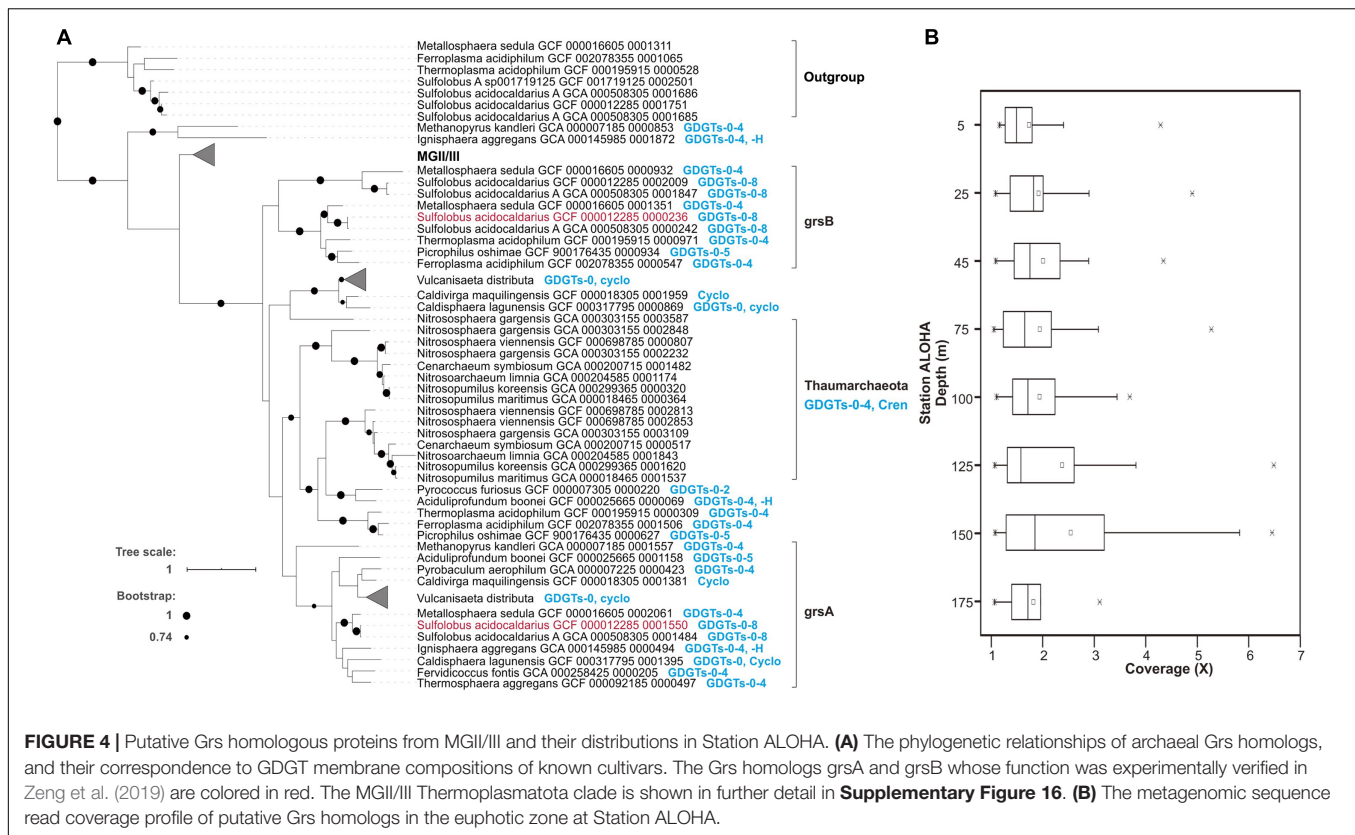 A
Metallosphaera sedula GCF 000016605 0001311
Ferroplasma acidiphilum GCF 002078355 0001065
Thermoplasma acidophilum GCF 000195915 0000528
Sulfolobus A sp001719125 GCF 001719125 0002501
Sulfolobus acidocaldarius A GCA 000508305 0001686
Sulfolobus acidocaldarius GCF 000012285 0001751
Sulfolobus acidocaldarius A GCA 000508305 0001685
Outgroup
Methanopyrus kandleri GCA 000007185 0000853 GDGTs-0-4
Ignisphaera aggregans GCA 000145985 0001872 GDGTs-0-4, -H
MGII/III
Metallosphaera sedula GCF 000016605 0000932 GDGTs-0-4
Sulfolobus acidocaldarius GCF 000012285 0002009 GDGTs-0-8
Sulfolobus acidocaldarius A GCA 000508305 0001847 GDGTs-0-8
Metallosphaera sedula GCF 000016605 0001351 GDGTs-0-4
Sulfolobus acidocaldarius GCF 000012285 0000236 GDGTs-0-8
Sulfolobus acidocaldarius A GCA 000508305 0000242 GDGTs-0-8
Thermoplasma acidophilum GCF 000195915 0000971 GDGTs-0-4
Picrophilus oshimae GCF 900176435 0000934 GDGTs-0-5
Ferroplasma acidiphilum GCF 002078355 0000547 GDGTs-0-4
grsB
Vulcanisaeta distributa GDGTs-0, cyclo
Caldivirga maquilingensis GCF 000018305 0001959 Cyclo
Caldisphaera lagunensis GCF 000317795 0000869 GDGTs-0, cyclo
Nitrososphaera gargensis GCA 000303155 0003587
Nitrososphaera gargensis GCA 000303155 0002848
Nitrososphaera viennensis GCF 000698785 0000807
Nitrososphaera gargensis GCA 000303155 0002232
Cenarchaeum symbiosum GCA 000200715 0001482
Nitrosoarchaeum limnia GCA 000204585 0001174
Nitrosopumilus koreensis GCA 000299365 0000320
Nitrosopumilus maritimus GCA 000018465 0000364
Nitrososphaera viennensis GCF 000698785 0002813
Nitrososphaera viennensis GCF 000698785 0002853
Nitrososphaera gargensis GCA 000303155 0003109
Cenarchaeum symbiosum GCA 000200715 0000517
Nitrosoarchaeum limnia GCA 000204585 0001843
Nitrosopumilus koreensis GCA 000299365 0001620
Nitrosopumilus maritimus GCA 000018465 0001537
Thaumarchaeota
GDGTs-0-4, Cren
Pyrococcus furiosus GCF 000007305 0000220 GDGTs-0-2
Aciduliprofundum boonei GCF 000025665 0000069 GDGTs-0-4, -H
Thermoplasma acidophilum GCF 000195915 0000309 GDGTs-0-4
Ferroplasma acidiphilum GCF 002078355 0001506 GDGTs-0-4
Picrophilus oshimae GCF 900176435 0000627 GDGTs-0-5
Methanopyrus kandleri GCA 000007185 0001557 GDGTs-0-4
Aciduliprofundum boonei GCF 000025665 0001158 GDGTs-0-5
Pyrobaculum aerophilum GCA 000007225 0000423 GDGTs-0-4
Caldivirga maquilingensis GCF 000018305 0001381 Cyclo
Vulcanisaeta distributa GDGTs-0, cyclo
Metallosphaera sedula GCF 000016605 0002061 GDGTs-0-4
Sulfolobus acidocaldarius GCF 000012285 0001550 GDGTs-0-8
Sulfolobus acidocaldarius A GCA 000508305 0001484 GDGTs-0-8
Ignisphaera aggregans GCA 000145985 0000494 GDGTs-0-4, -H
Caldisphaera lagunensis GCF 000317795 0001395 GDGTs-0, Cyclo
Fervidicoccus fontis GCA 000258425 0000205 GDGTs-0-4
Thermosphaera aggregans GCF 000092185 0000497 GDGTs-0-4
grsA
Tree scale:
1
Bootstrap:
1
0.74
B
Station ALOHA
Depth (m)
5
25
45
75
100
125
150
175
1 2 3 4 5 6 7
Coverage (X)
FIGURE 4 | Putative Grs homologous proteins from MGII/III and their distributions in Station ALOHA. (A) The phylogenetic relationships of archaeal Grs homologs,
and their correspondence to GDGT membrane compositions of known cultivars. The Grs homologs grsA and grsB whose function was experimentally verified in
Zeng et al. (2019) are colored in red. The MGII/III Thermoplasmatota clade is shown in further detail in Supplementary Figure 16. (B) The metagenomic sequence
read coverage profile of putative Grs homologs in the euphotic zone at Station ALOHA.